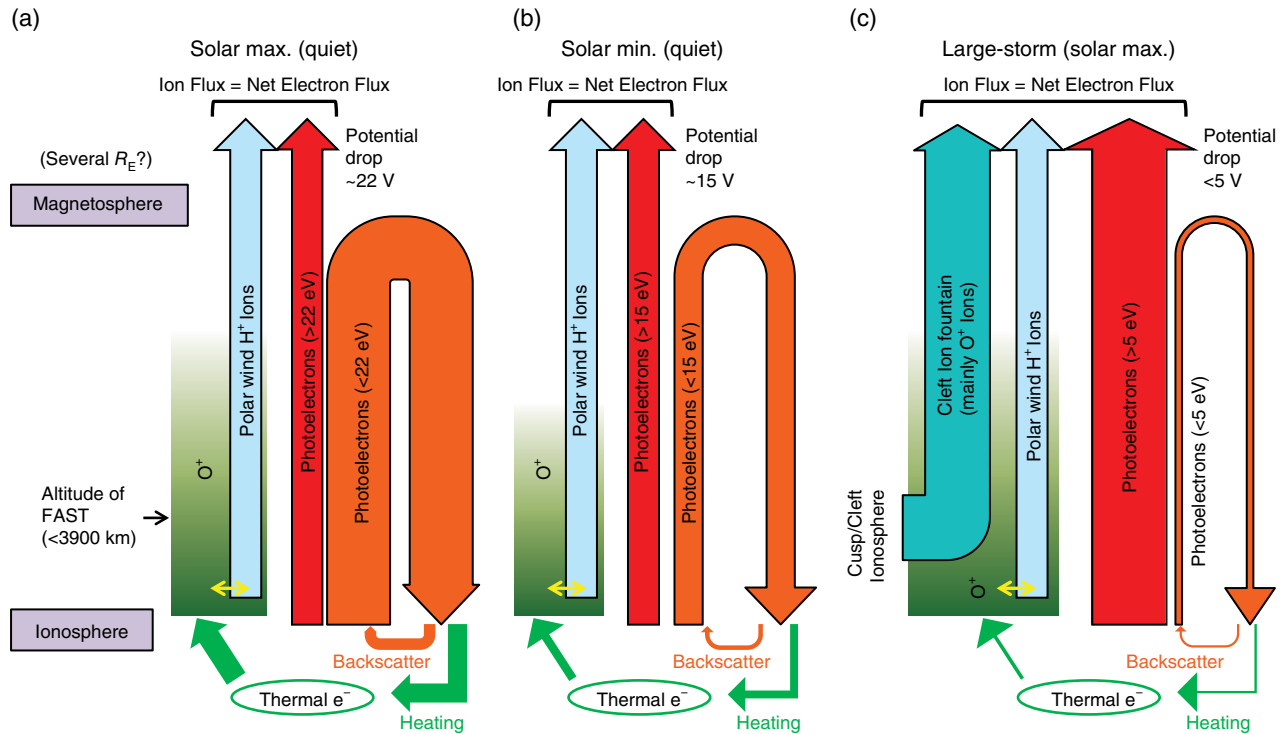 (a)
Solar max. (quiet)
Ion Flux = Net Electron Flux
(Several R_E?)
Magnetosphere
Potential
drop
~22 V
Polar wind H⁺ Ions
Photoelectrons (>22 eV)
Photoelectrons (<22 eV)
O⁺
Altitude of
FAST
(<3900 km)
Ionosphere
Backscatter
Thermal e⁻
Heating
(b)
Solar min. (quiet)
Ion Flux = Net Electron Flux
Potential
drop
~15 V
Polar wind H⁺ Ions
Photoelectrons (>15 eV)
Photoelectrons (<15 eV)
O⁺
Backscatter
Thermal e⁻
Heating
(c)
Large-storm (solar max.)
Ion Flux = Net Electron Flux
Potential
drop
<5 V
Cleft Ion fountain
(mainly O⁺ Ions)
Polar wind H⁺ Ions
Photoelectrons (>5 eV)
Photoelectrons (<5 eV)
Cusp/Cleft
Ionosphere
O⁺
Backscatter
Thermal e⁻
Heating